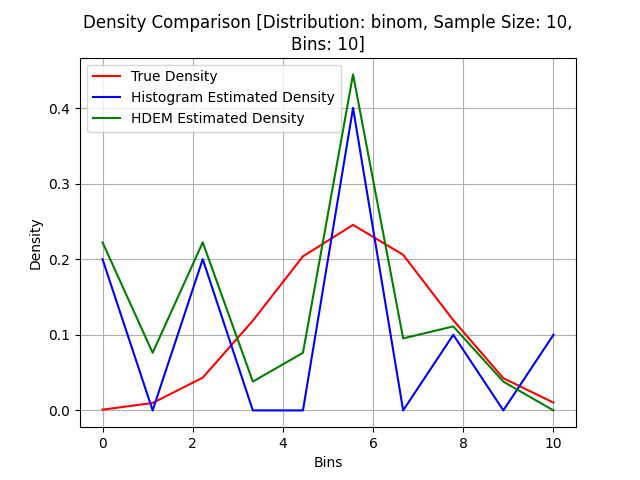 Density Comparison [Distribution: binom, Sample Size: 10,
Bins: 10]
True Density
Histogram Estimated Density
HDEM Estimated Density
Density
0.4
0.3
0.2
0.1
0.0
0 2 4 6 8 10
Bins